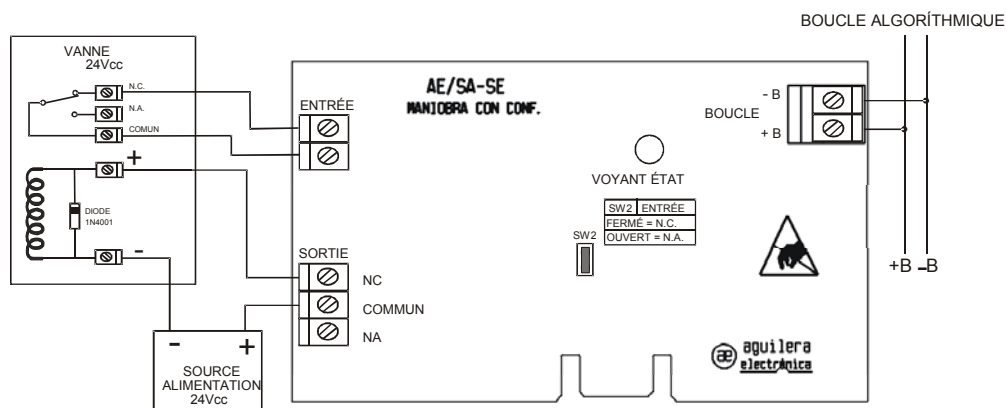 BOUCLE ALGORÍTHMIQUE
VANNE
24Vcc
N.C.
N.A.
COMUN
+
DIODE
1N4001
-
ENTRÉE
AE/SA-SE
MANIOBRA CON CONF.
- B
BOUCLE
+ B
VOYANT ÉTAT
SW2 ENTRÉE
FERMÉ = N.C.
OUVERT = N.A.
SW2
+B -B
SORTIE
NC
COMMUN
NA
- +
SOURCE
ALIMENTATION
24Vcc
ae aguilera
electrónica